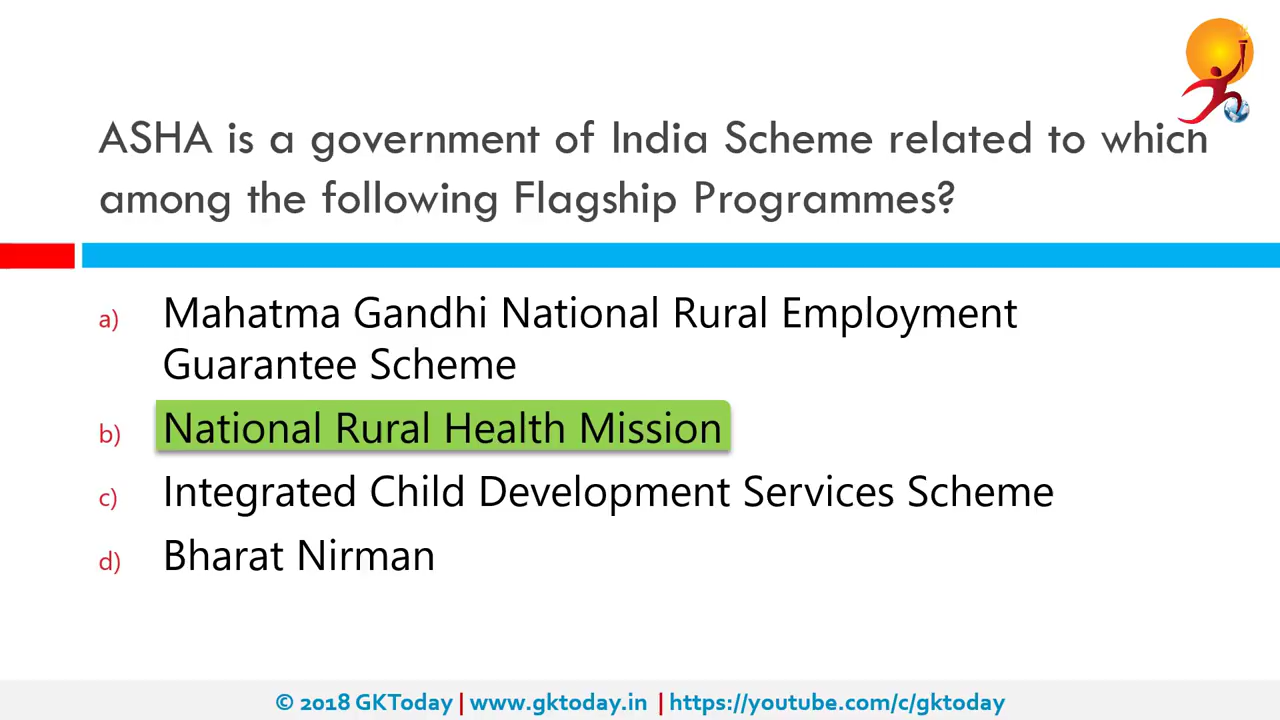 ASHA is a government of India Scheme related to which
among the following Flagship Programmes?
a) Mahatma Gandhi National Rural Employment
Guarantee Scheme
b) National Rural Health Mission
c) Integrated Child Development Services Scheme
d) Bharat Nirman
© 2018 GKToday | www.gktoday.in | https://youtube.com/c/gktoday